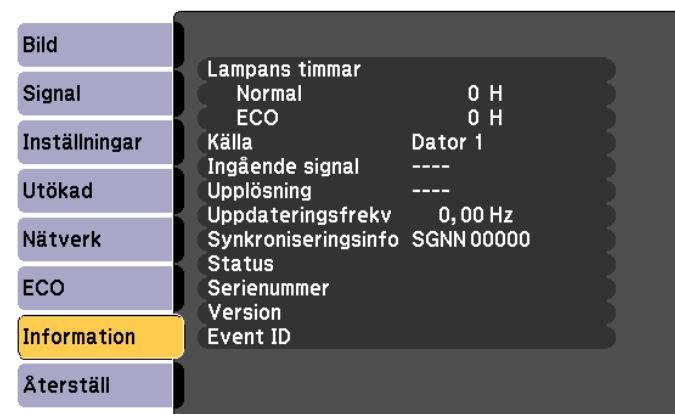 Bild
Signal
Inställningar
Utökad
Nätverk
ECO
Information
Återställ
Lampans timmar
Normal 0 H
ECO 0 H
Källa Dator 1
Ingående signal ----
Upplösning ----
Uppdateringsfrekv 0,00 Hz
Synkroniseringsinfo SGNN 00000
Status
Serienummer
Version
Event ID